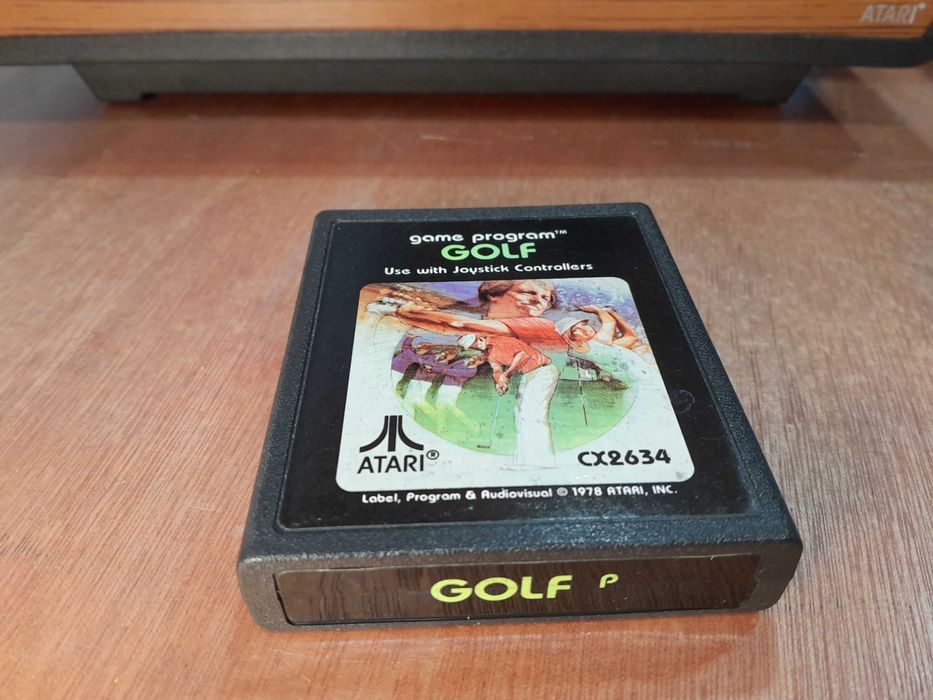 ATARI®
game program™
GOLF
Use with Joystick Controllers
ATARI®
CX2634
Label, Program & Audiovisual © 1978 ATARI, INC.
GOLF P